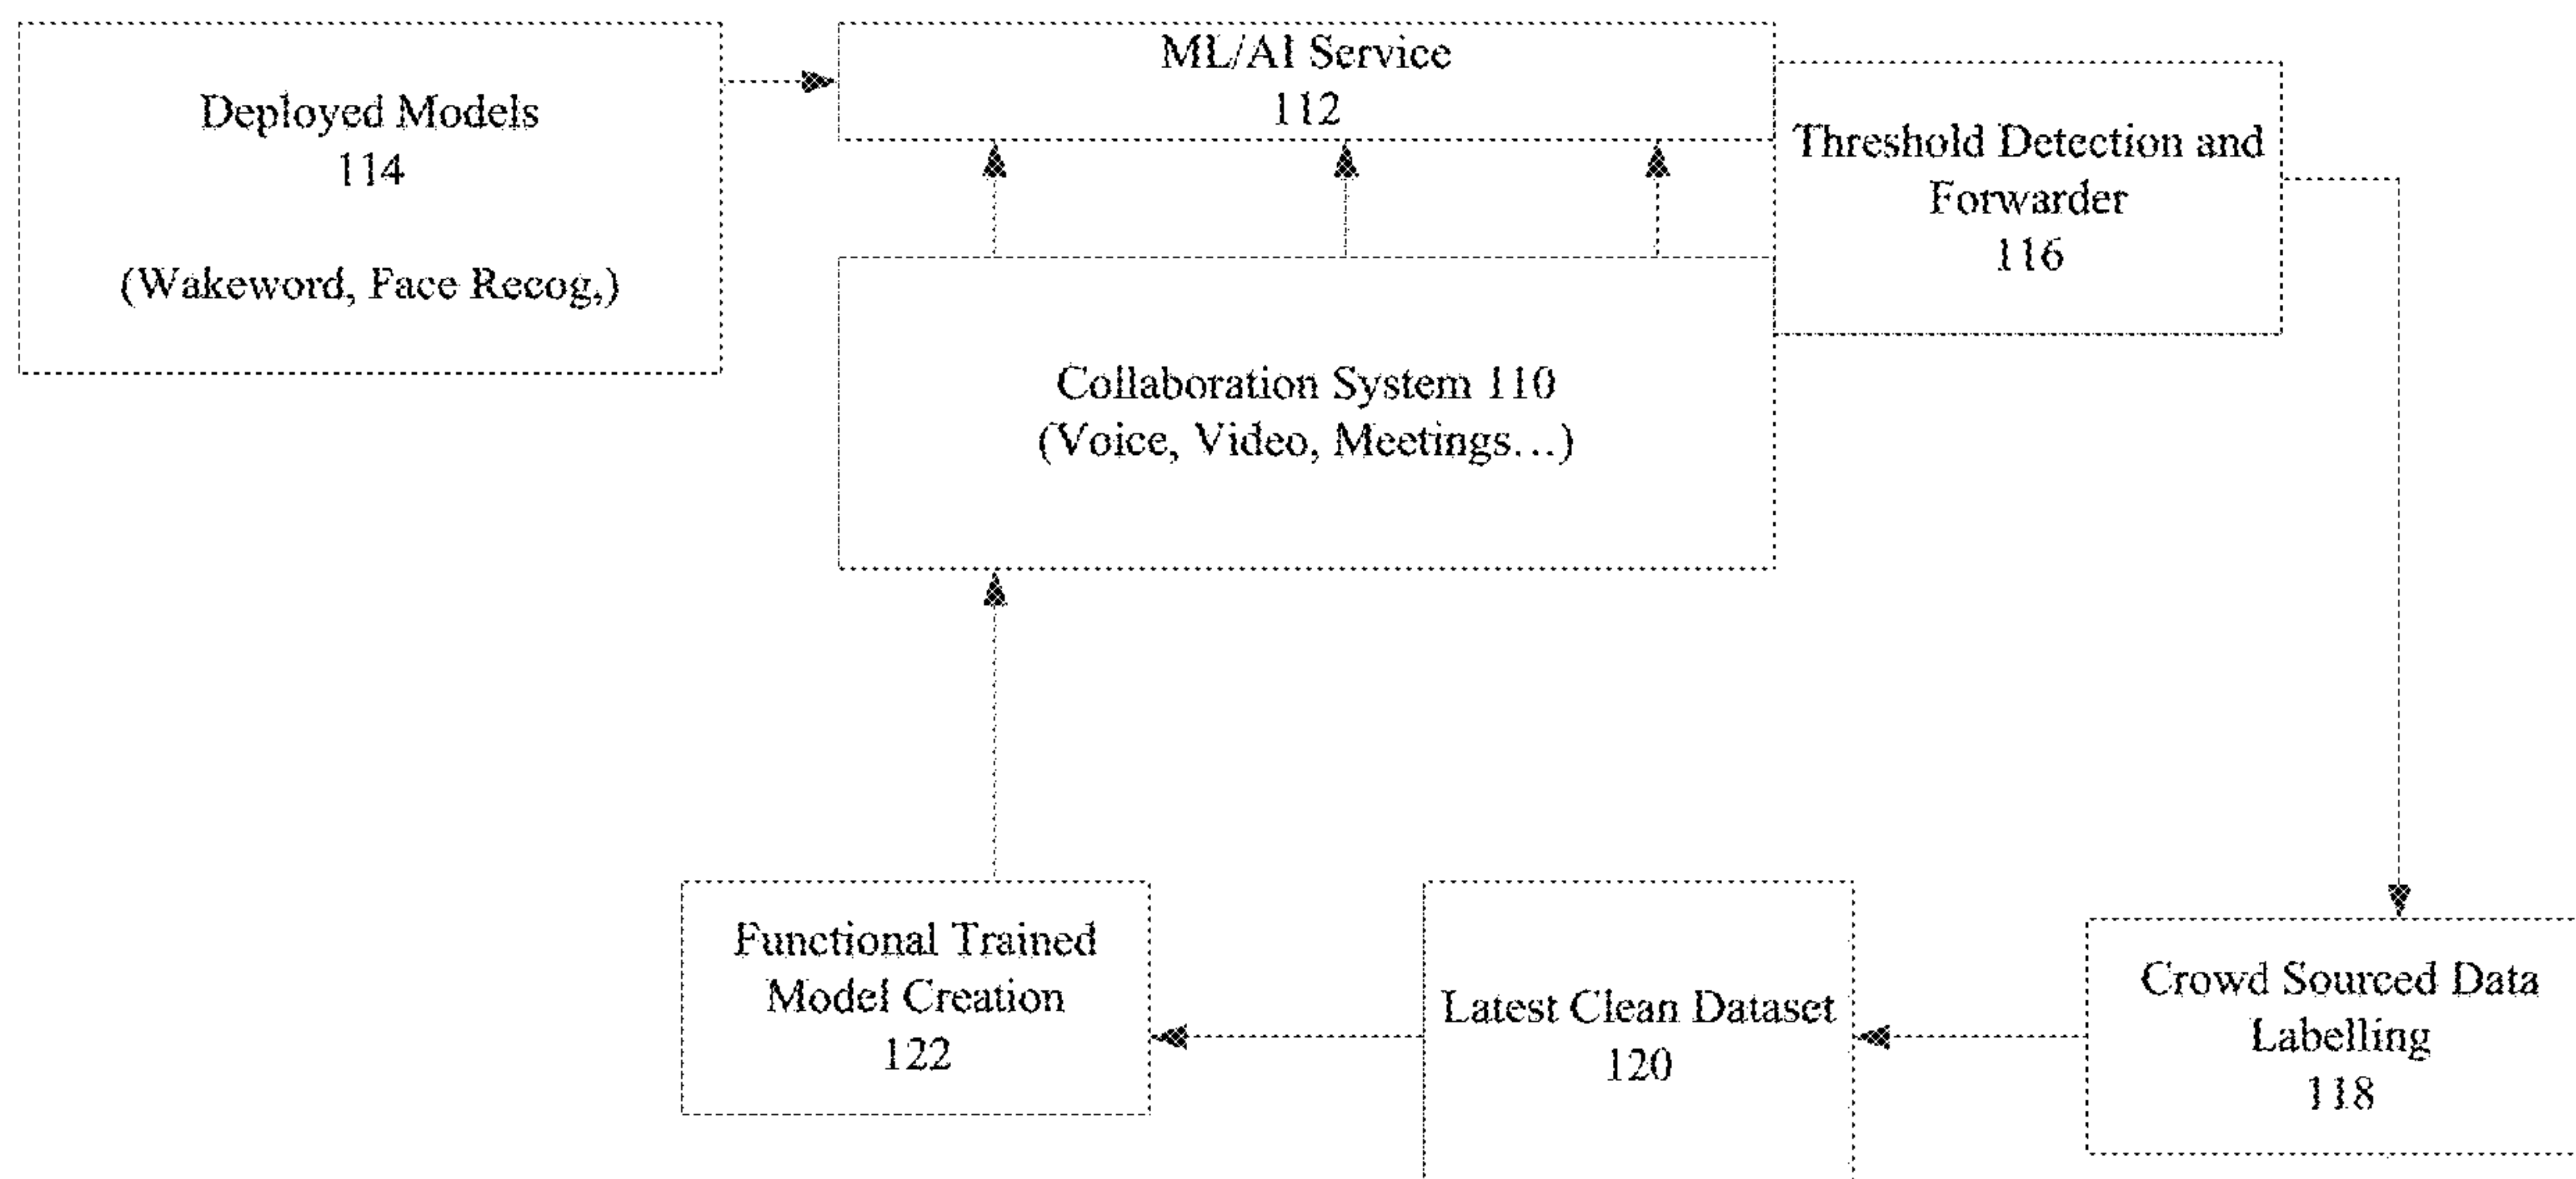 Deployed Models
114
(Wakeword, Face Recog,)
ML/AI Service
112
Threshold Detection and
Forwarder
116
Collaboration System 110
(Voice, Video, Meetings…)
Functional Trained
Model Creation
122
Latest Clean Dataset
120
Crowd Sourced Data
Labelling
118